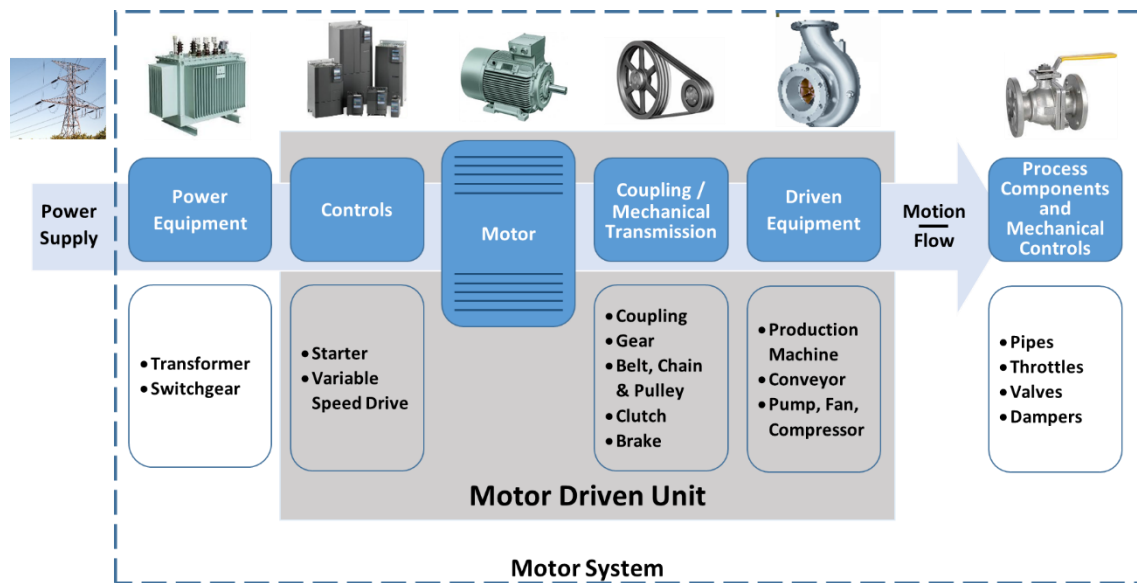 Power
Supply
Power
Equipment
Controls
Motor
Coupling /
Mechanical
Transmission
Driven
Equipment
Motion
Flow
Process
Components
and
Mechanical
Controls
• Transformer
• Switchgear
• Starter
• Variable
Speed Drive
• Coupling
• Gear
• Belt, Chain
& Pulley
• Clutch
• Brake
• Production
Machine
• Conveyor
• Pump, Fan,
Compressor
• Pipes
• Throttles
• Valves
• Dampers
Motor Driven Unit
Motor System